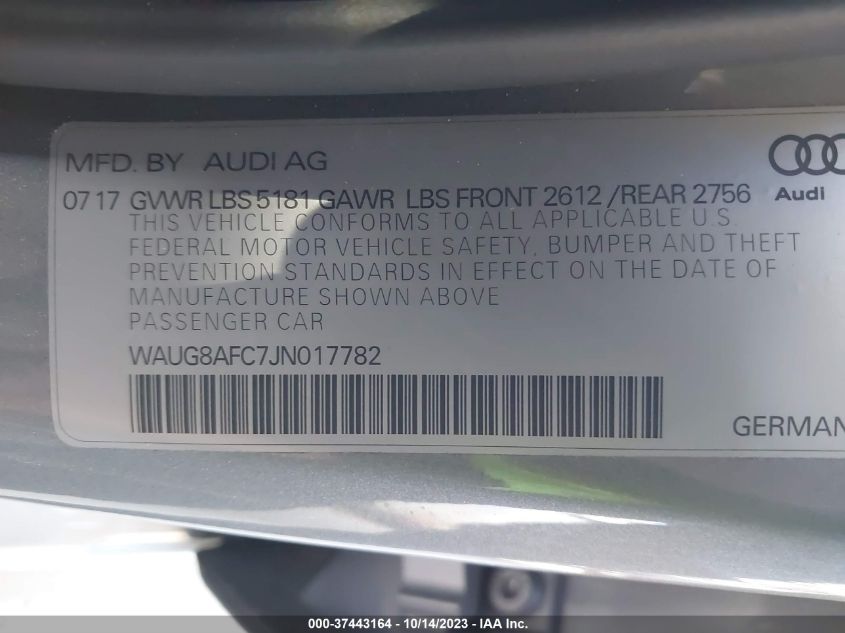 MFD. BY AUDI AG
07 17 GVWR LBS 5181 GAWR LBS FRONT 2612 / REAR 2756
Audi
THIS VEHICLE CONFORMS TO ALL APPLICABLE U.S.
FEDERAL MOTOR VEHICLE SAFETY, BUMPER AND THEFT
PREVENTION STANDARDS IN EFFECT ON THE DATE OF
MANUFACTURE SHOWN ABOVE
PASSENGER CAR
WAUG8AFC7JN017782
GERMAN
000-37443164 - 10/14/2023 - IAA Inc.